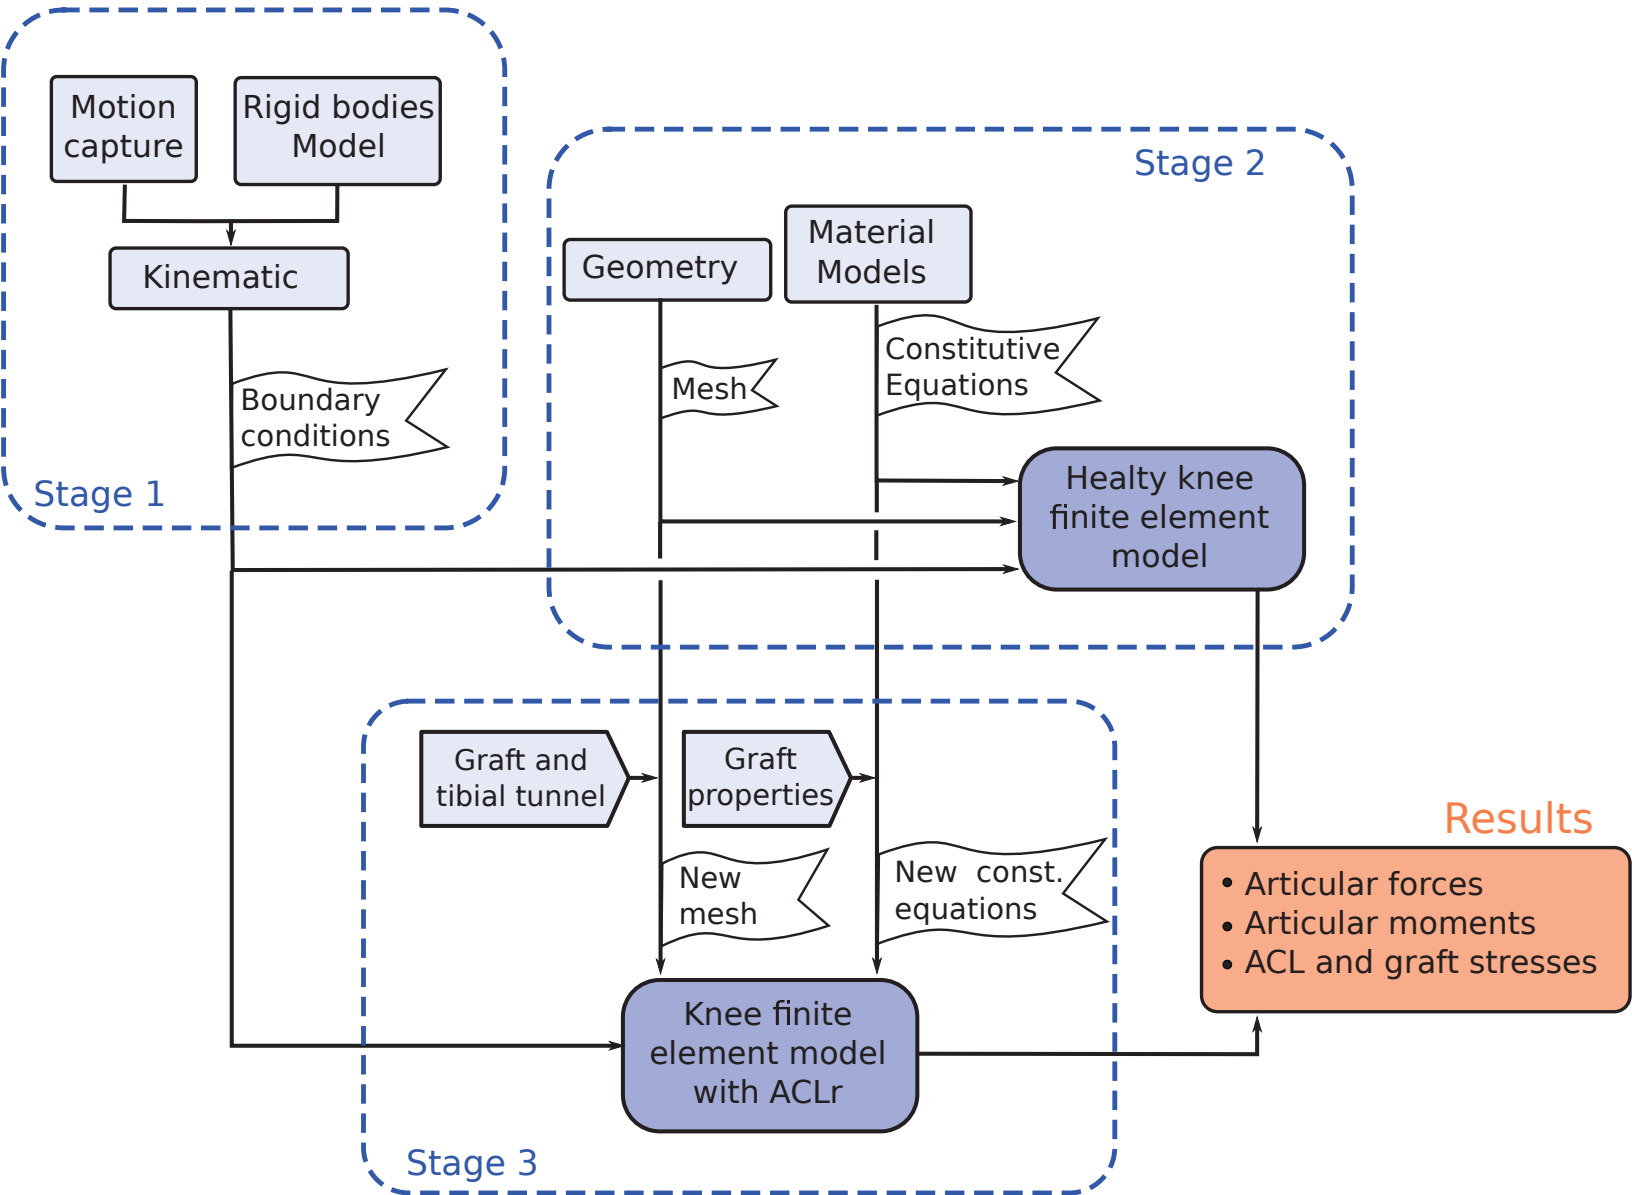 Motion
capture
Rigid bodies
Model
Kinematic
Boundary
conditions
Stage 1
Stage 2
Geometry
Material
Models
Mesh
Constitutive
Equations
Healty knee
finite element
model
Graft and
tibial tunnel
Graft
properties
New
mesh
New const.
equations
Knee finite
element model
with ACLr
Stage 3
Results
• Articular forces
• Articular moments
• ACL and graft stresses